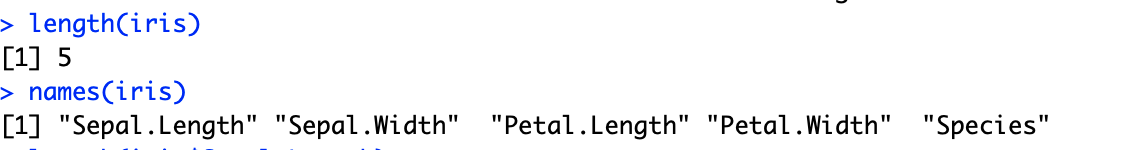 > length(iris)
[1] 5
> names(iris)
[1] "Sepal.Length" "Sepal.Width"  "Petal.Length" "Petal.Width"  "Species"